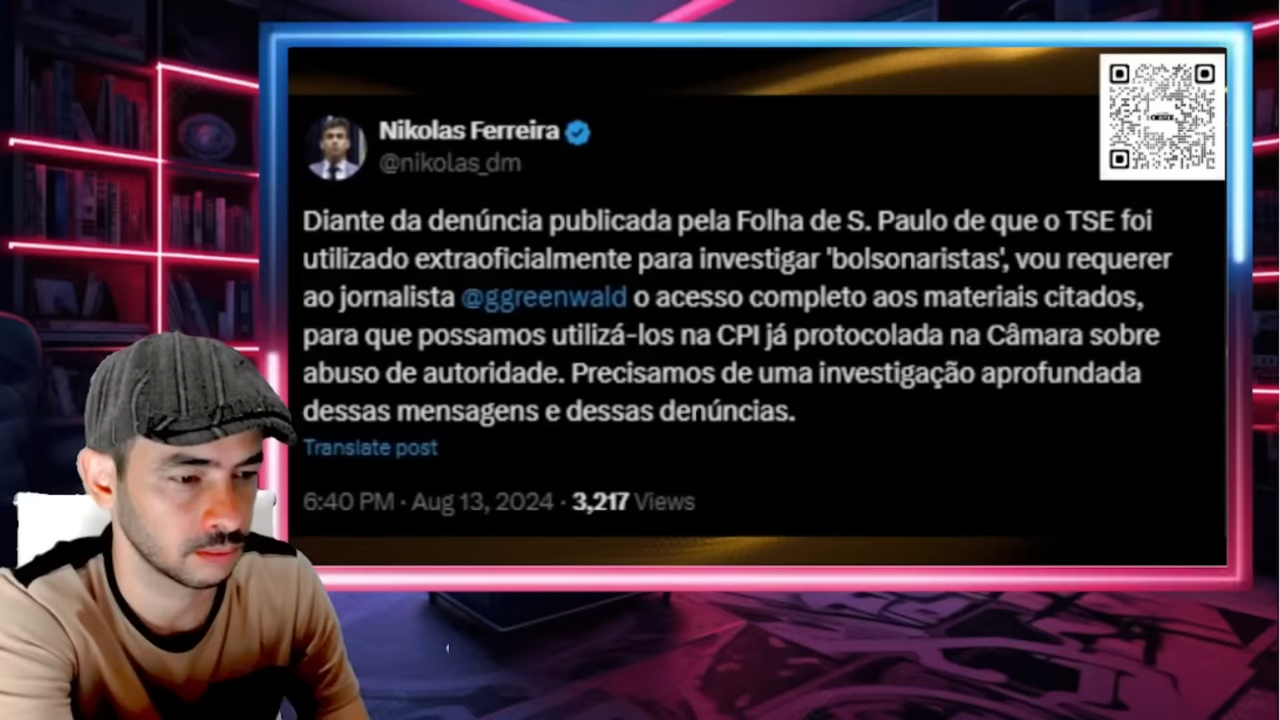 Nikolas Ferreira
@nikolas_dm
Diante da denúncia publicada pela Folha de S. Paulo de que o TSE foi
utilizado extraoficialmente para investigar 'bolsonaristas', vou requerer
ao jornalista @ggreenwald o acesso completo aos materiais citados,
para que possamos utilizá-los na CPI já protocolada na Câmara sobre
abuso de autoridade. Precisamos de uma investigação aprofundada
dessas mensagens e dessas denúncias.
Translate post
6:40 PM · Aug 13, 2024 · 3,217 Views